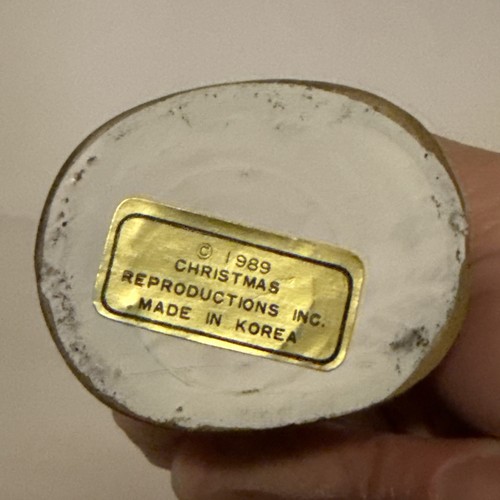 © 1989
CHRISTMAS
REPRODUCTIONS INC.
MADE IN KOREA